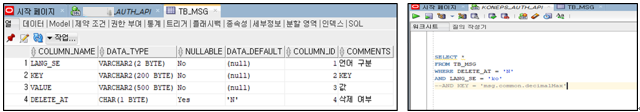 시작 페이지 AUTH_API TB_MSG
열 데이터 Model 제약 조건 권한 부여 통계 트리거 플래시백 종속성 세부정보 분할 영역 인덱스 SQL
작업...
COLUMN_NAME DATA_TYPE NULLABLE DATA_DEFAULT COLUMN_ID COMMENTS
1 LANG_SE VARCHAR2(2 BYTE) No (null) 1 언어 구분
2 KEY VARCHAR2(200 BYTE) No (null) 2 KEY
3 VALUE VARCHAR2(500 BYTE) No (null) 3 값
4 DELETE_AT CHAR(1 BYTE) Yes 'N' 4 삭제 여부
시작 페이지 KONEPS_AUTH_API TB_MSG
워크시트 질의 작성기
SELECT *
FROM TB_MSG
WHERE DELETE_AT = 'N'
AND LANG_SE = 'ko'
--AND KEY = 'msg.common.decimalMax'